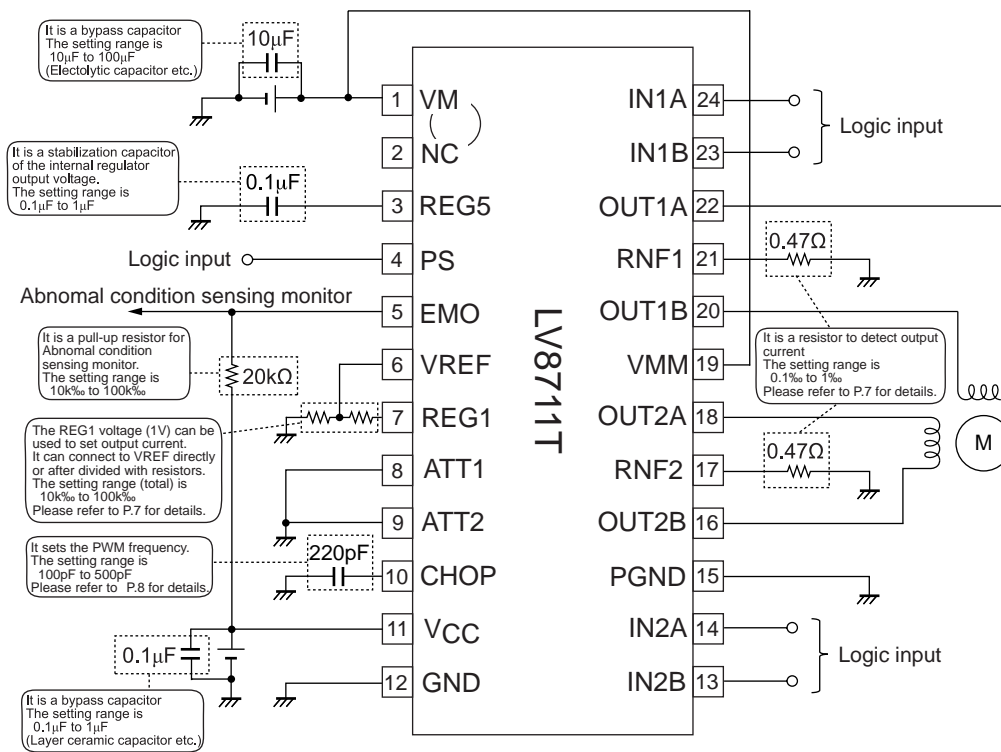 It is a bypass capacitor
The setting range is
10μF to 100μF
(Electolytic capacitor etc.)
10μF
It is a stabilization capacitor
of the internal regulator
output voltage.
The setting range is
0.1μF to 1μF
0.1μF
Logic input
Abnomal condition sensing monitor
It is a pull-up resistor for
Abnomal condition
sensing monitor.
The setting range is
10k‰ to 100k‰
20kΩ
The REG1 voltage (1V) can be
used to set output current.
It can connect to VREF directly
or after divided with resistors.
The setting range (total) is
10k‰ to 100k‰
Please refer to P.7 for details.
It sets the PWM frequency.
The setting range is
100pF to 500pF
Please refer to P.8 for details.
220pF
0.1μF
It is a bypass capacitor
The setting range is
0.1μF to 1μF
(Layer ceramic capacitor etc.)
1 VM
2 NC
3 REG5
4 PS
5 EMO
6 VREF
7 REG1
8 ATT1
9 ATT2
10 CHOP
11 VCC
12 GND
LV8711T
IN1A 24
IN1B 23
OUT1A 22
RNF1 21
OUT1B 20
VMM 19
OUT2A 18
RNF2 17
OUT2B 16
PGND 15
IN2A 14
IN2B 13
Logic input
0.47Ω
It is a resistor to detect output
current
The setting range is
0.1‰ to 1‰
Please refer to P.7 for details.
0.47Ω
M
Logic input